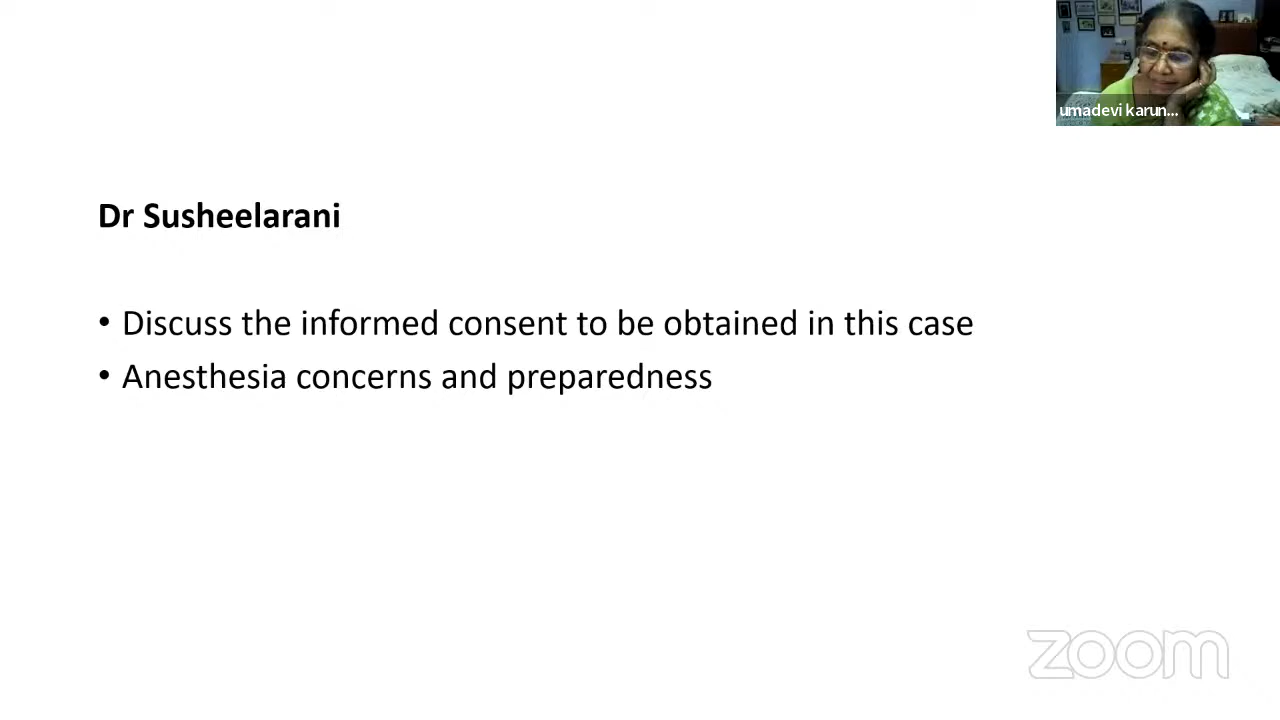 umadevi karun...
Dr Susheelarani
• Discuss the informed consent to be obtained in this case
• Anesthesia concerns and preparedness
zoom